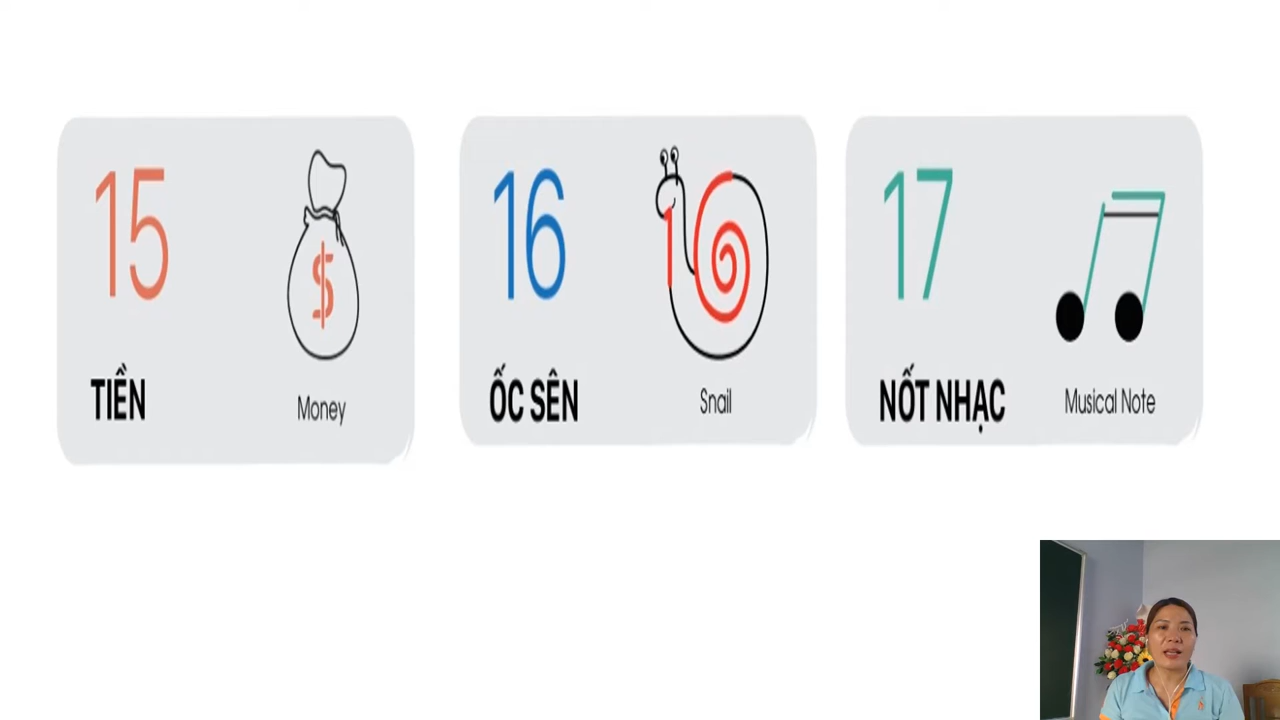 15
TIỀN
Money
16
ỐC SÊN
Snail
17
NỐT NHẠC
Musical Note